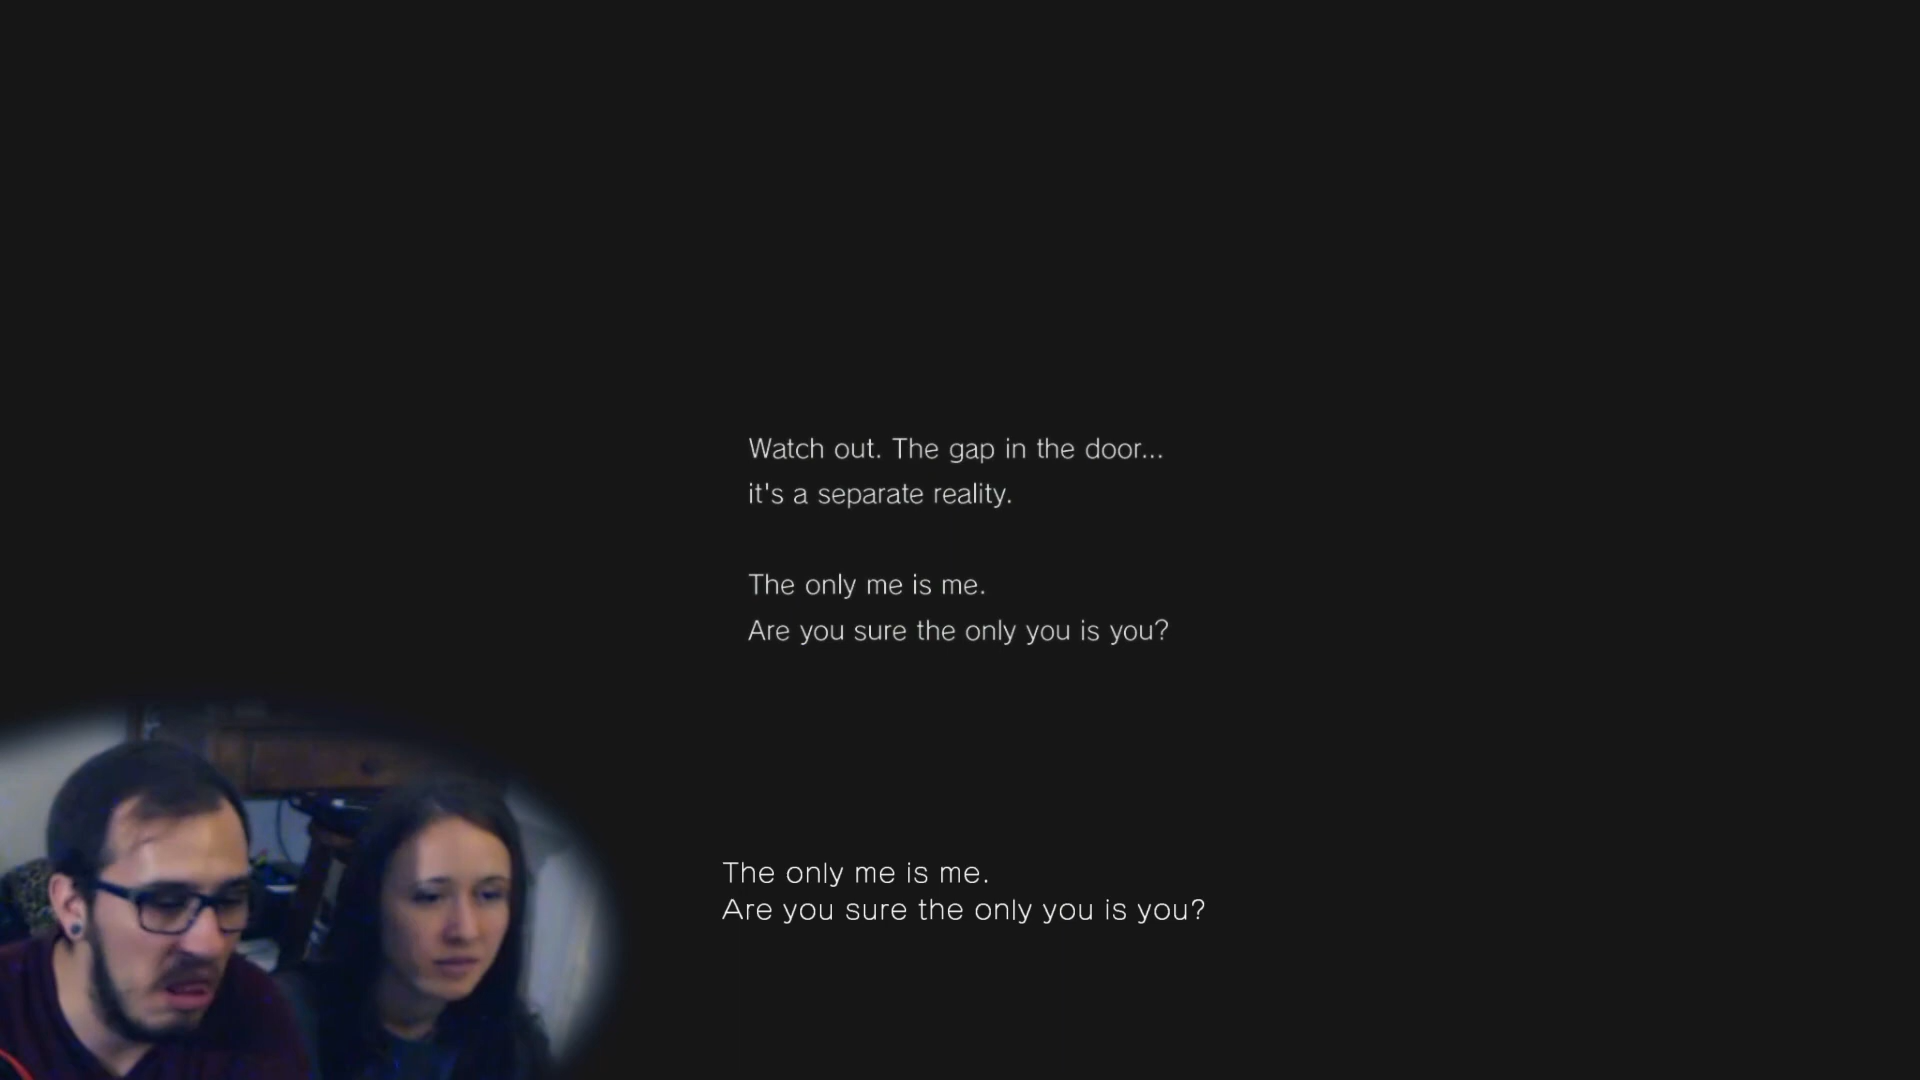 Watch out. The gap in the door...
it's a separate reality.
The only me is me.
Are you sure the only you is you?
The only me is me.
Are you sure the only you is you?